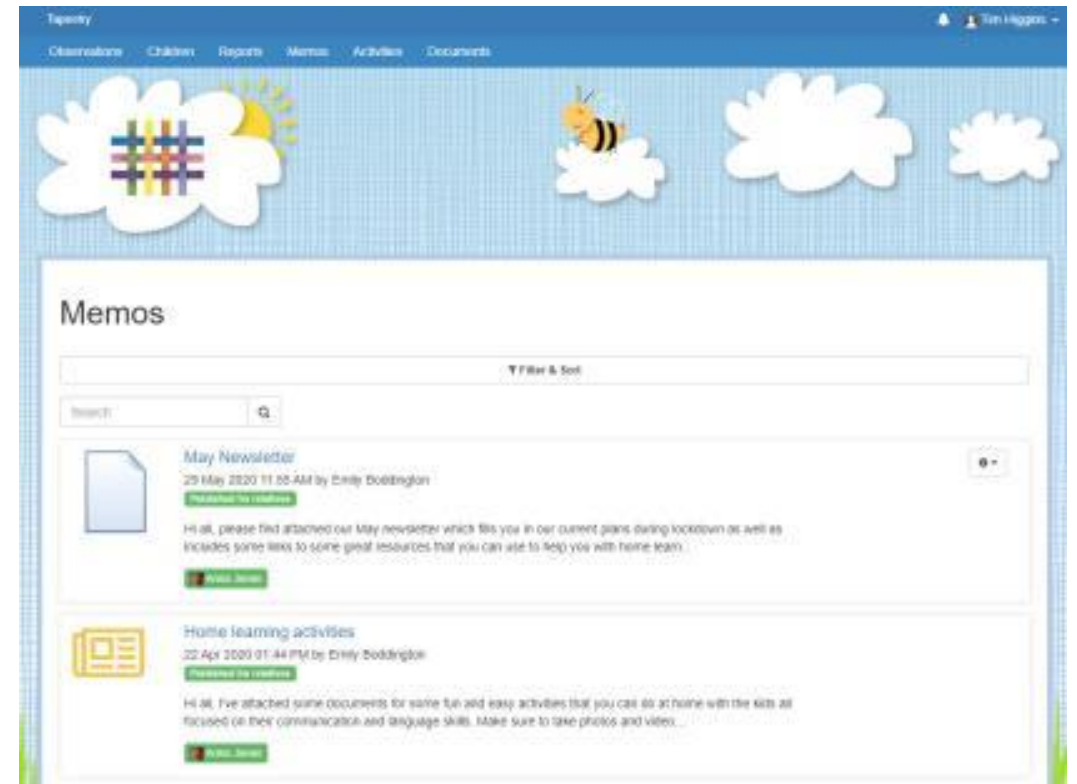 Tapestry
Tim Higgins
Observations Children Reports Memos Activities Documents
Memos
Filter & Sort
Search
May Newsletter
29 May 2020 11:55 AM by Emily Boddington
Published for relatives
Hi all, please find attached our May newsletter which fills you in our current plans during lockdown as well as
includes some links to some great resources that you can use to help you with home learn...
Home learning activities
22 Apr 2020 01:44 PM by Emily Boddington
Published for relatives
Hi all, I've attached some documents for some fun and easy activities that you can do at home with the kids all
focused on their communication and language skills. Make sure to take photos and video...